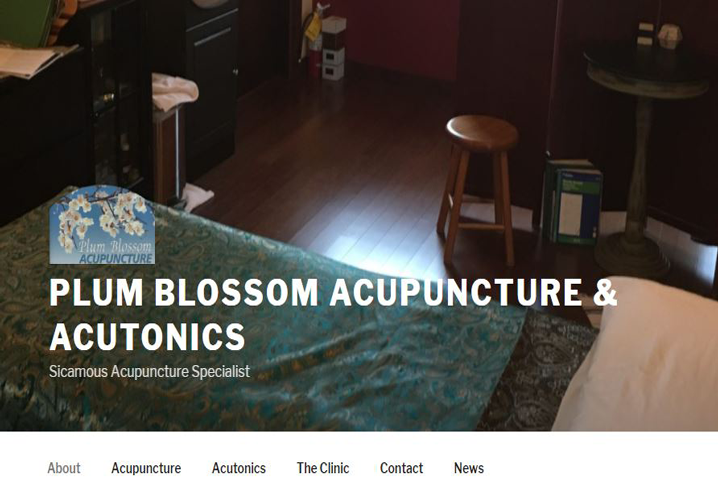 Plum Blossom
ACUPUNCTURE
PLUM BLOSSOM ACUPUNCTURE &
ACUTONICS
Sicamous Acupuncture Specialist
About Acupuncture Acutonics The Clinic Contact News